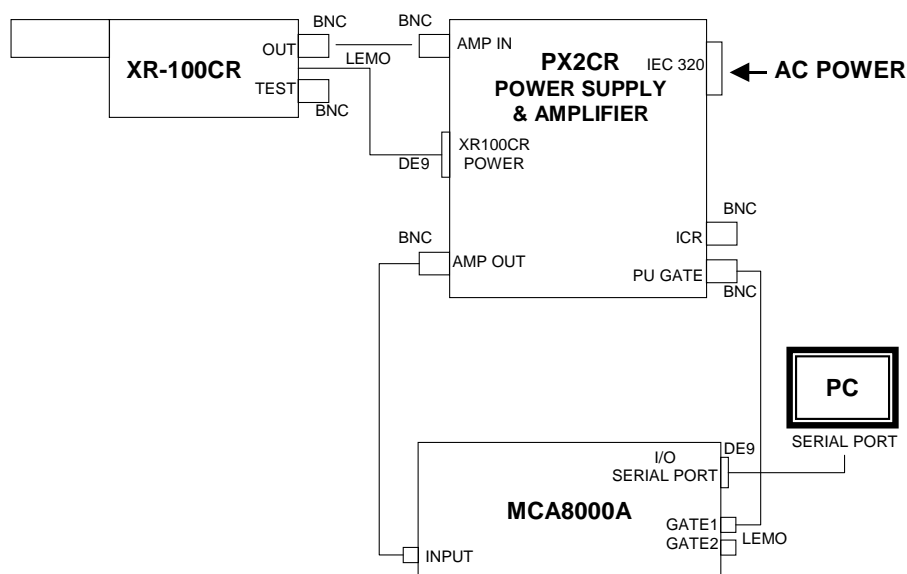 BNC
BNC
OUT
AMP IN
LEMO
XR-100CR
TEST
BNC
PX2CR
POWER SUPPLY
& AMPLIFIER
IEC 320
AC POWER
DE9
XR100CR
POWER
BNC
ICR
BNC
AMP OUT
PU GATE
BNC
PC
SERIAL PORT
DE9
I/O
SERIAL PORT
MCA8000A
GATE1
GATE2
LEMO
INPUT